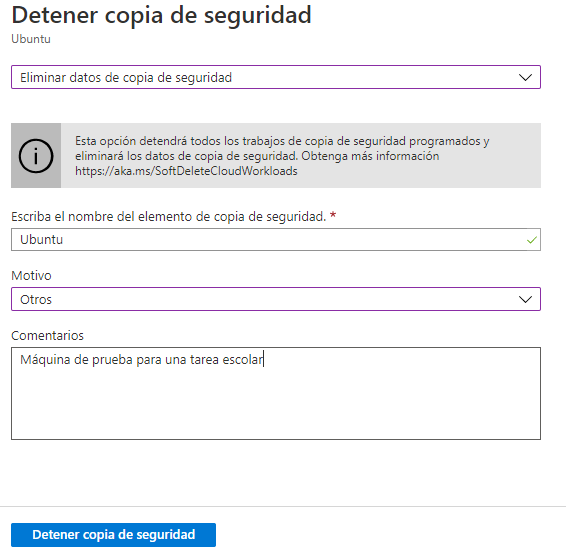 Detener copia de seguridad
Ubuntu
Eliminar datos de copia de seguridad
Esta opción detendrá todos los trabajos de copia de seguridad programados y
eliminará los datos de copia de seguridad. Obtenga más información
https://aka.ms/SoftDeleteCloudWorkloads
Escriba el nombre del elemento de copia de seguridad. *
Ubuntu
Motivo
Otros
Comentarios
Máquina de prueba para una tarea escolar
Detener copia de seguridad